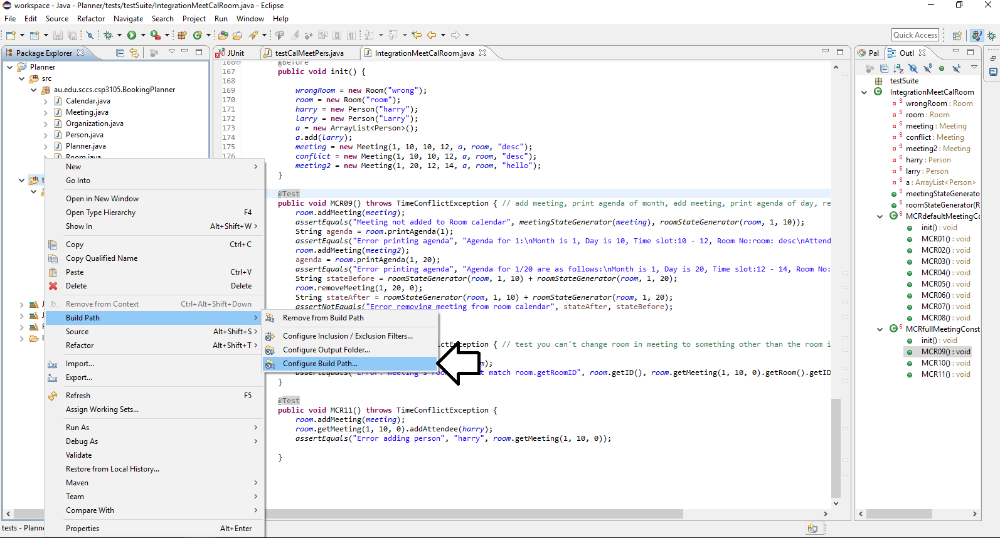 workspace - Java - Planner/tests/testSuite/IntegrationMeetCalRoom.java - Eclipse
File Edit Source Refactor Navigate Search Project Run Window Help
Quick Access
Package Explorer
Planner
src
au.edu.sccs.csp3105.BookingPlanner
Calendar.java
Meeting.java
Organization.java
Person.java
Planner.java
Room.java
New
Go Into
Open in New Window
Open Type Hierarchy F4
Show In Alt+Shift+W >
Copy Ctrl+C
Copy Qualified Name
Paste Ctrl+V
Delete Delete
Remove from Context Ctrl+Alt+Shift+Down
Build Path
Source Alt+Shift+S >
Refactor Alt+Shift+T >
Import...
Export...
Refresh F5
Assign Working Sets...
Run As
Debug As
Validate
Restore from Local History...
Maven
Team
Compare With
Properties Alt+Enter
Remove from Build Path
Configure Inclusion / Exclusion Filters...
Configure Output Folder...
Configure Build Path...
tests - Plann
JUnit testCalMeetPers.java IntegrationMeetCalRoom.java
166 @Before
167 public void init() {
168
169 wrongRoom = new Room("wrong");
170 room = new Room("room");
171 harry = new Person("harry");
172 larry = new Person("Larry");
173 a = new ArrayList<Person>();
174 a.add(larry);
175 meeting = new Meeting(1, 10, 10, 12, a, room, "desc");
176 conflict = new Meeting(1, 10, 10, 12, a, room, "desc");
meeting2 = new Meeting(1, 20, 12, 14, a, room, "hello");
}
@Test
public void MCR09() throws TimeConflictException { // add meeting, print agenda of month, add meeting, print agenda of day, re
room.addMeeting(meeting);
assertEquals("Meeting not added to Room calendar", meetingStateGenerator(meeting), roomStateGenerator(room, 1, 10));
String agenda = room.printAgenda(1);
assertEquals("Error printing agenda", "Agenda for 1:\nMonth is 1, Day is 10, Time slot:10 - 12, Room No:room: desc\nAttend
room.addMeeting(meeting2);
agenda = room.printAgenda(1, 20);
assertEquals("Error printing agenda", "Agenda for 1/20 are as follows:\nMonth is 1, Day is 20, Time slot:12 - 14, Room No:
String stateBefore = roomStateGenerator(room, 1, 10) + roomStateGenerator(room, 1, 20);
room.removeMeeting(1, 20, 0);
String stateAfter = roomStateGenerator(room, 1, 10) + roomStateGenerator(room, 1, 20);
assertNotEquals("Error removing meeting from room calendar", stateAfter, stateBefore);
ctException { // test you can't change room in meeting to something other than the room i
m);
assertEquals("Error: meeting's roo t match room.getRoomID", room.getID(), room.getMeeting(1, 10, 0).getRoom().getID
}
@Test
public void MCR11() throws TimeConflictException {
room.addMeeting(meeting);
room.getMeeting(1, 10, 0).addAttendee(harry);
assertEquals("Error adding person", "harry", room.getMeeting(1, 10, 0));
}
Pal Outl
testSuite
IntegrationMeetCalRoom
wrongRoom : Room
room : Room
meeting : Meeting
conflict : Meeting
meeting2 : Meeting
harry : Person
larry : Person
a : ArrayList<Person>
meetingStateGenerato
roomStateGenerator(R
MCRdefaultMeetingCo
init() : void
MCR01() : void
MCR02() : void
MCR03() : void
MCR04() : void
MCR05() : void
MCR06() : void
MCR07() : void
MCR08() : void
MCRfullMeetingConst
init() : void
MCR09() : void
MCR10() : void
MCR11() : void